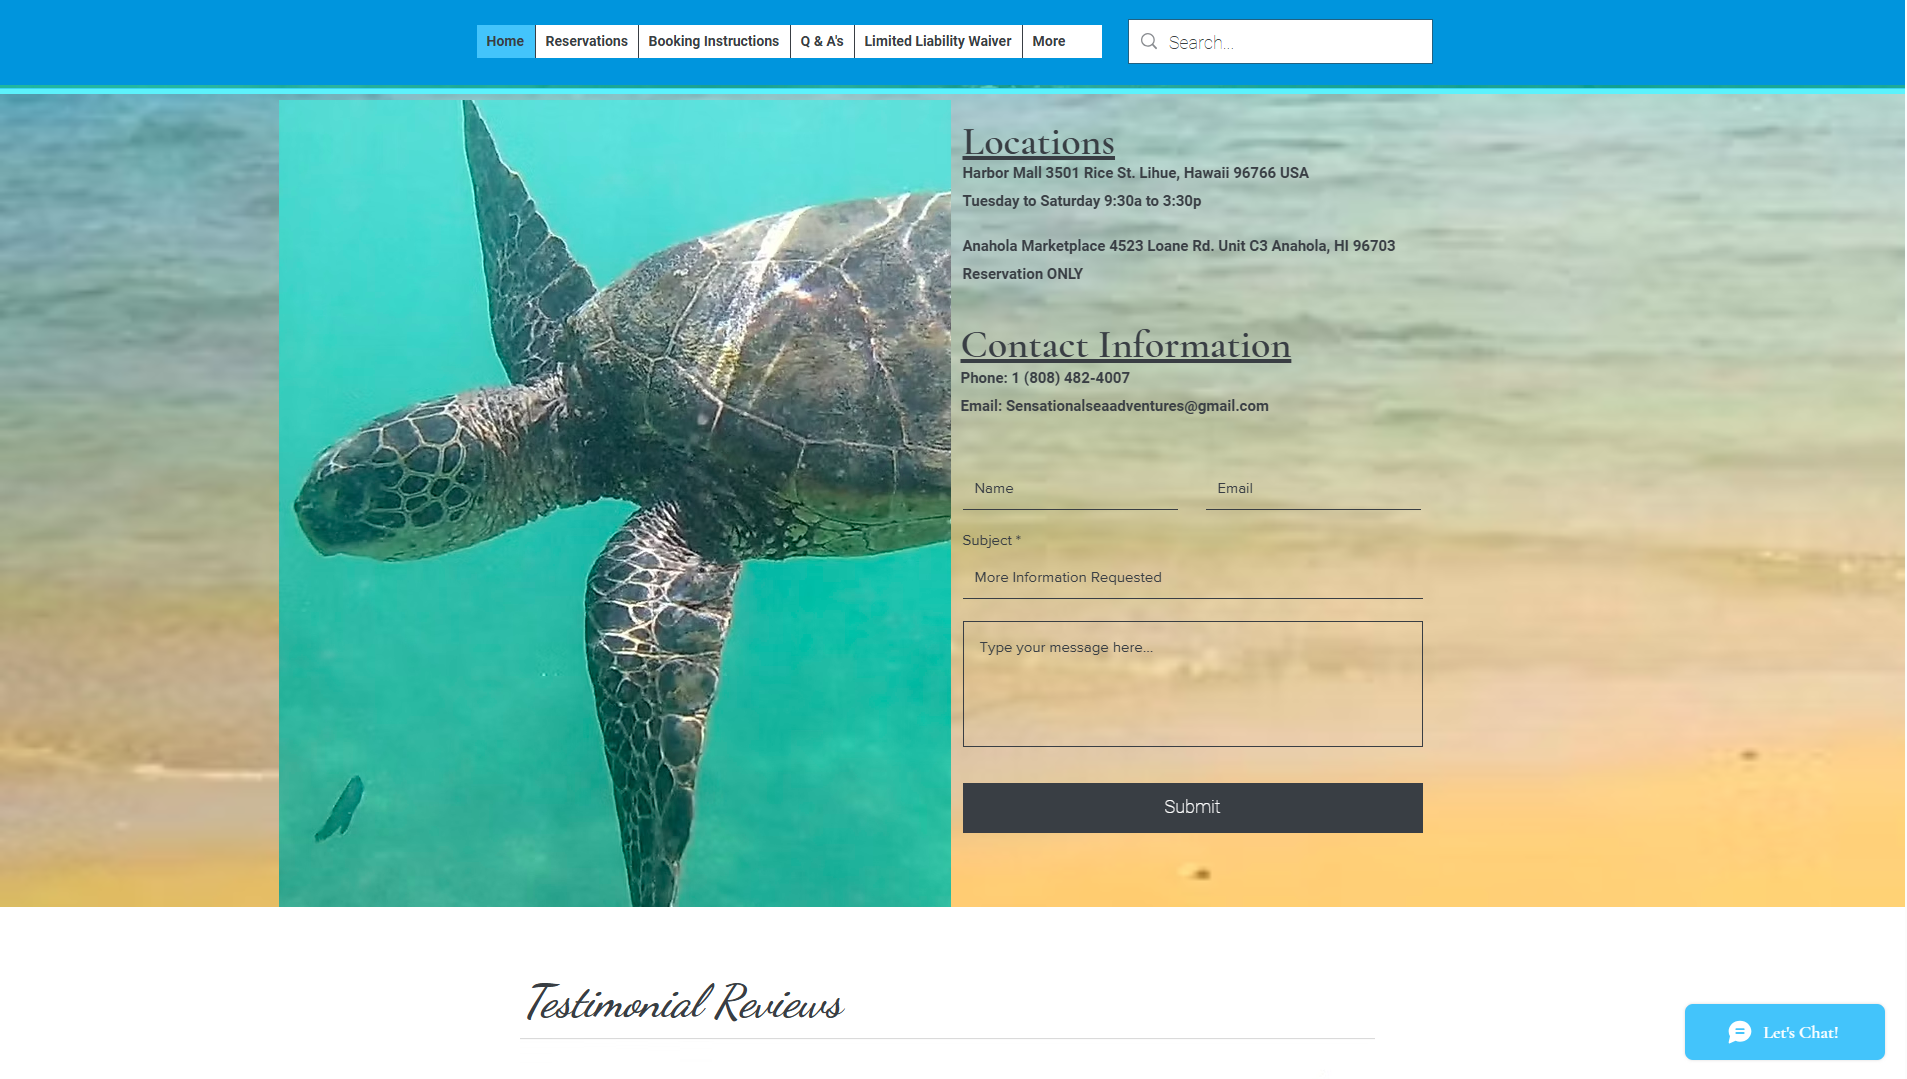 Home
Reservations
Booking Instructions
Q & A's
Limited Liability Waiver
More
Search...
Locations
Harbor Mall 3501 Rice St. Lihue, Hawaii 96766 USA
Tuesday to Saturday 9:30a to 3:30p
Anahola Marketplace 4523 Loane Rd. Unit C3 Anahola, HI 96703
Reservation ONLY
Contact Information
Phone: 1 (808) 482-4007
Email: Sensationalseaadventures@gmail.com
Name
Email
Subject *
More Information Requested
Type your message here...
Submit
Testimonial Reviews
Let's Chat!